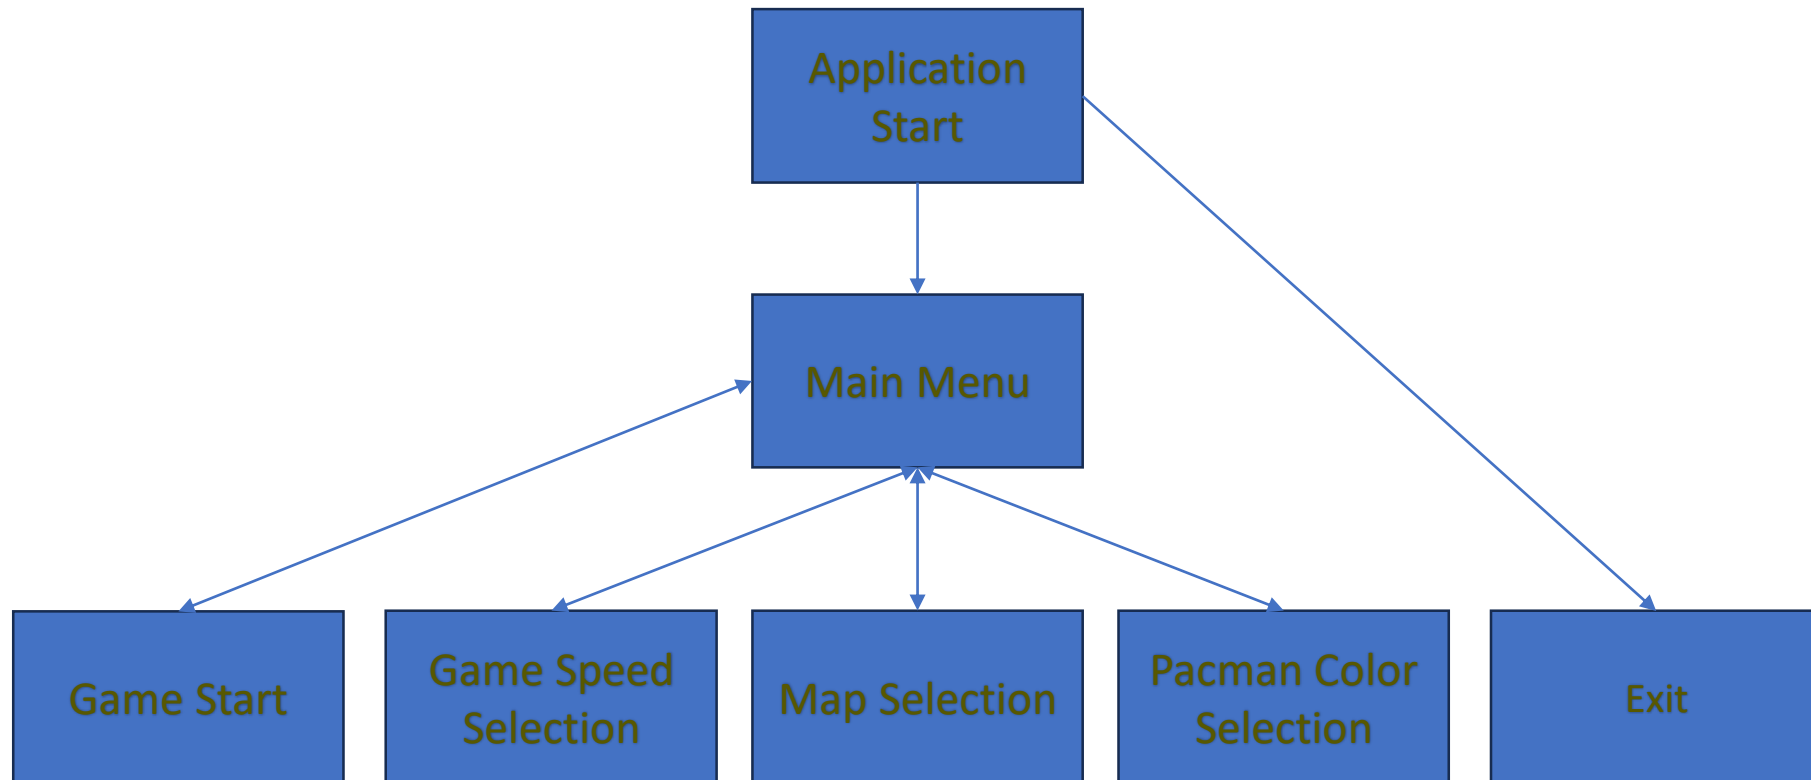 Application
Start
Main Menu
Game Start
Game Speed
Selection
Map Selection
Pacman Color
Selection
Exit